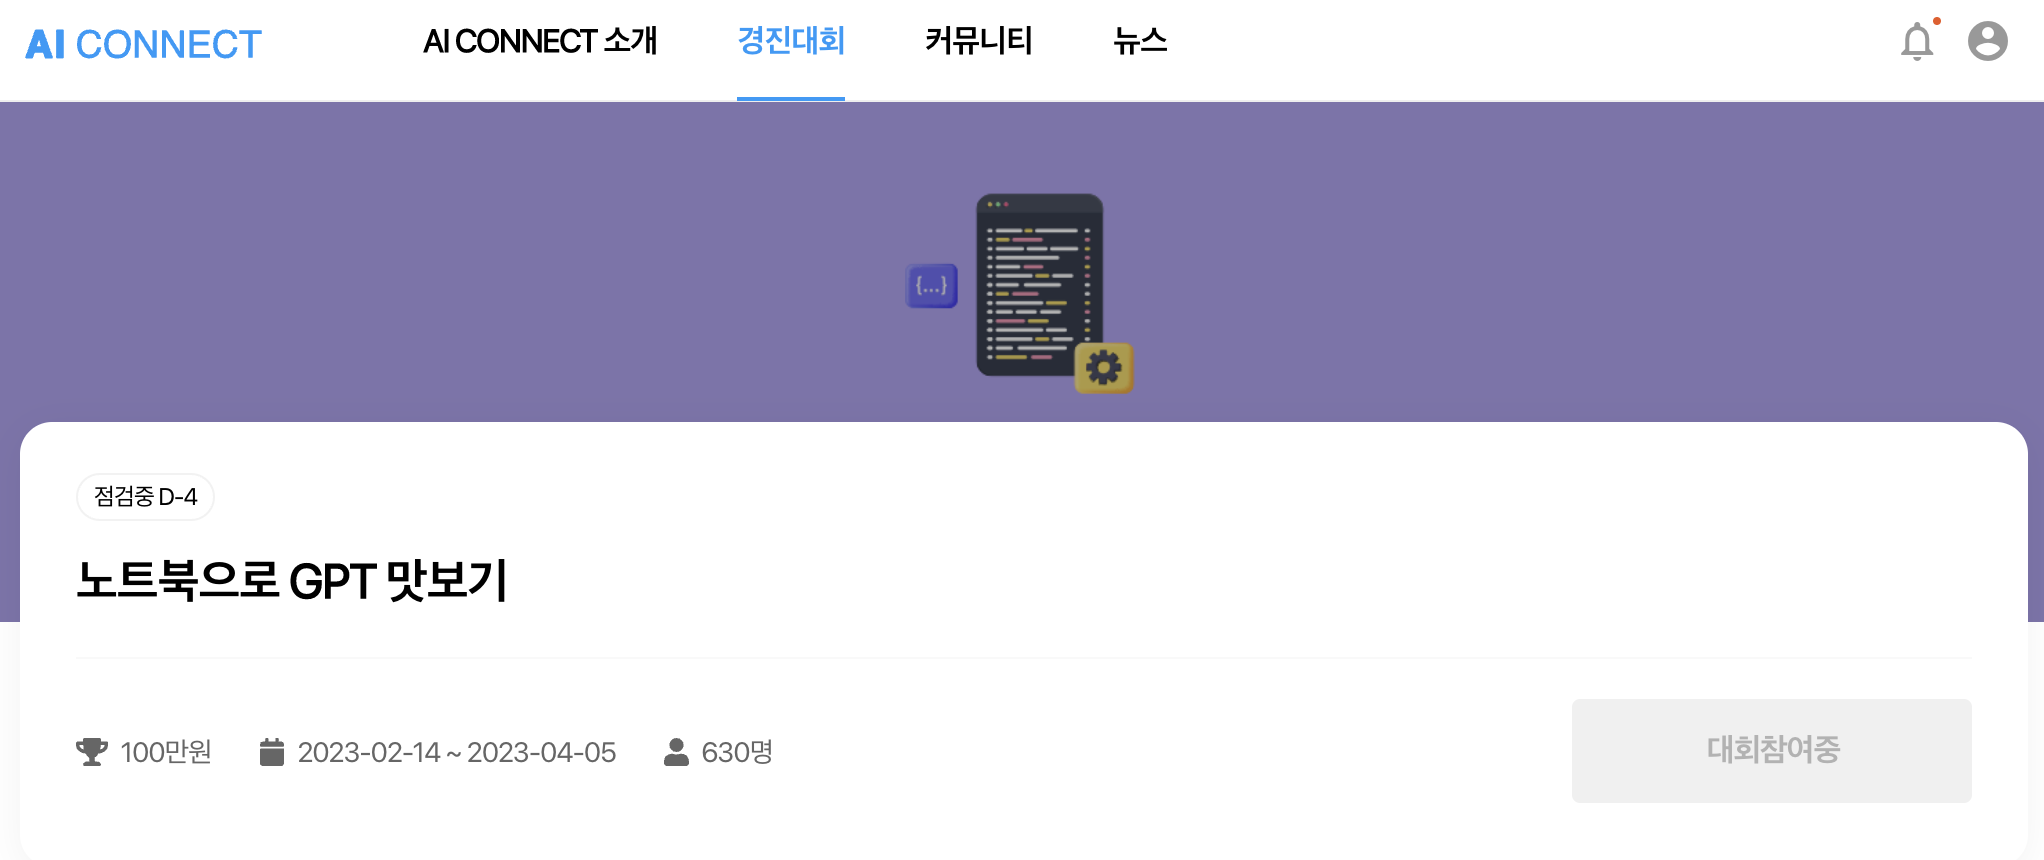 AI CONNECT
AI CONNECT 소개
경진대회
커뮤니티
뉴스
{...}
점검중 D-4
노트북으로 GPT 맛보기
100만원
2023-02-14 ~ 2023-04-05
630명
대회참여중